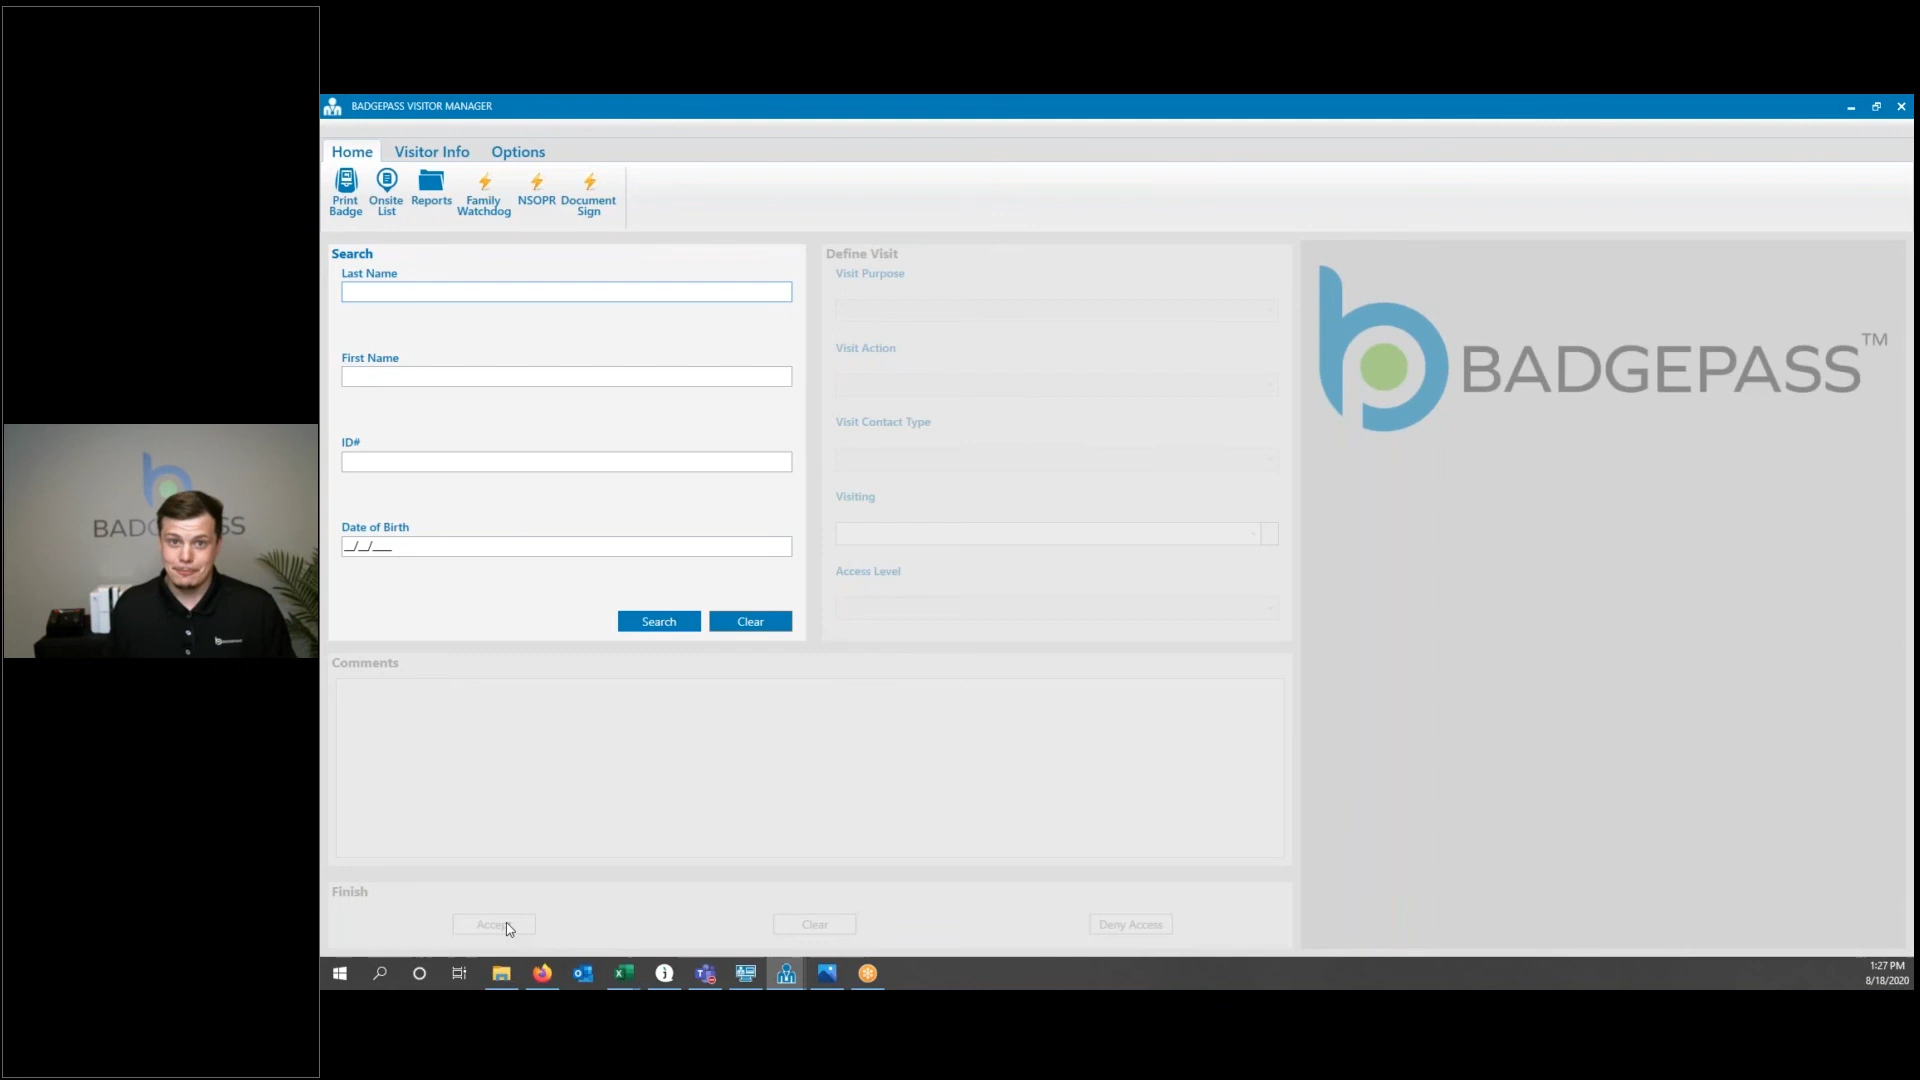 BADGEPASS VISITOR MANAGER
Home Visitor Info Options
Print Badge
Onsite List
Reports
Family Watchdog
NSOPR
Document Sign
Search
Last Name
First Name
ID#
Date of Birth
__/__/____
Search Clear
Define Visit
Visit Purpose
Visit Action
Visit Contact Type
Visiting
Access Level
BADGEPASS™
Comments
Finish
Clear
Deny Access
1:27 PM
8/18/2020